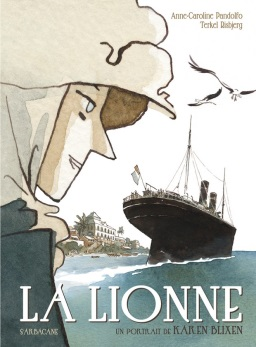 Anne-Caroline Pandolfo
Terkel Risbjerg
LA LIONNE
SARBACANE
UN PORTRAIT DE KAREN BLIXEN